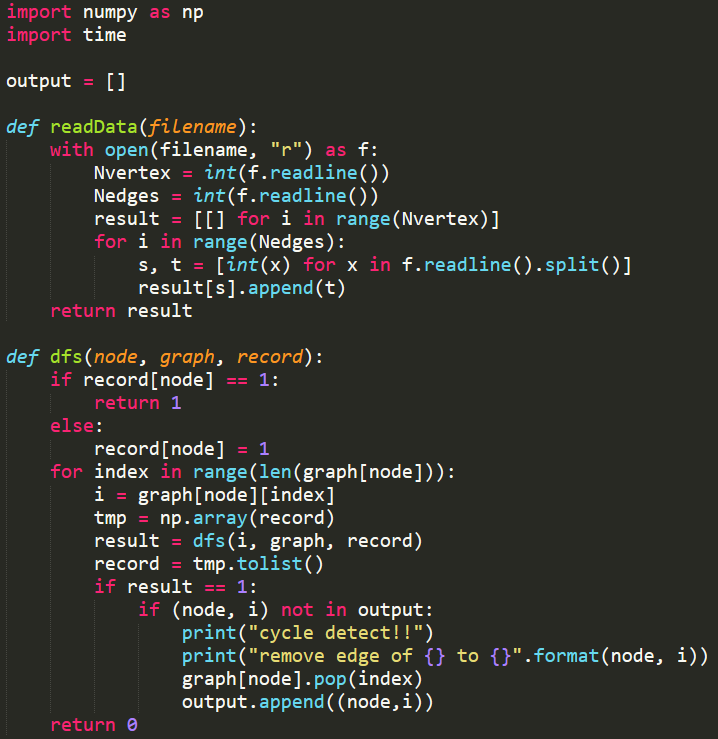 import numpy as np
import time

output = []

def readData(filename):
    with open(filename, "r") as f:
        Nvertex = int(f.readline())
        Nedges = int(f.readline())
        result = [[] for i in range(Nvertex)]
        for i in range(Nedges):
            s, t = [int(x) for x in f.readline().split()]
            result[s].append(t)
    return result

def dfs(node, graph, record):
    if record[node] == 1:
        return 1
    else:
        record[node] = 1
    for index in range(len(graph[node])):
        i = graph[node][index]
        tmp = np.array(record)
        result = dfs(i, graph, record)
        record = tmp.tolist()
        if result == 1:
            if (node, i) not in output:
                print("cycle detect!!")
                print("remove edge of {} to {}".format(node, i))
                graph[node].pop(index)
                output.append((node,i))
    return 0